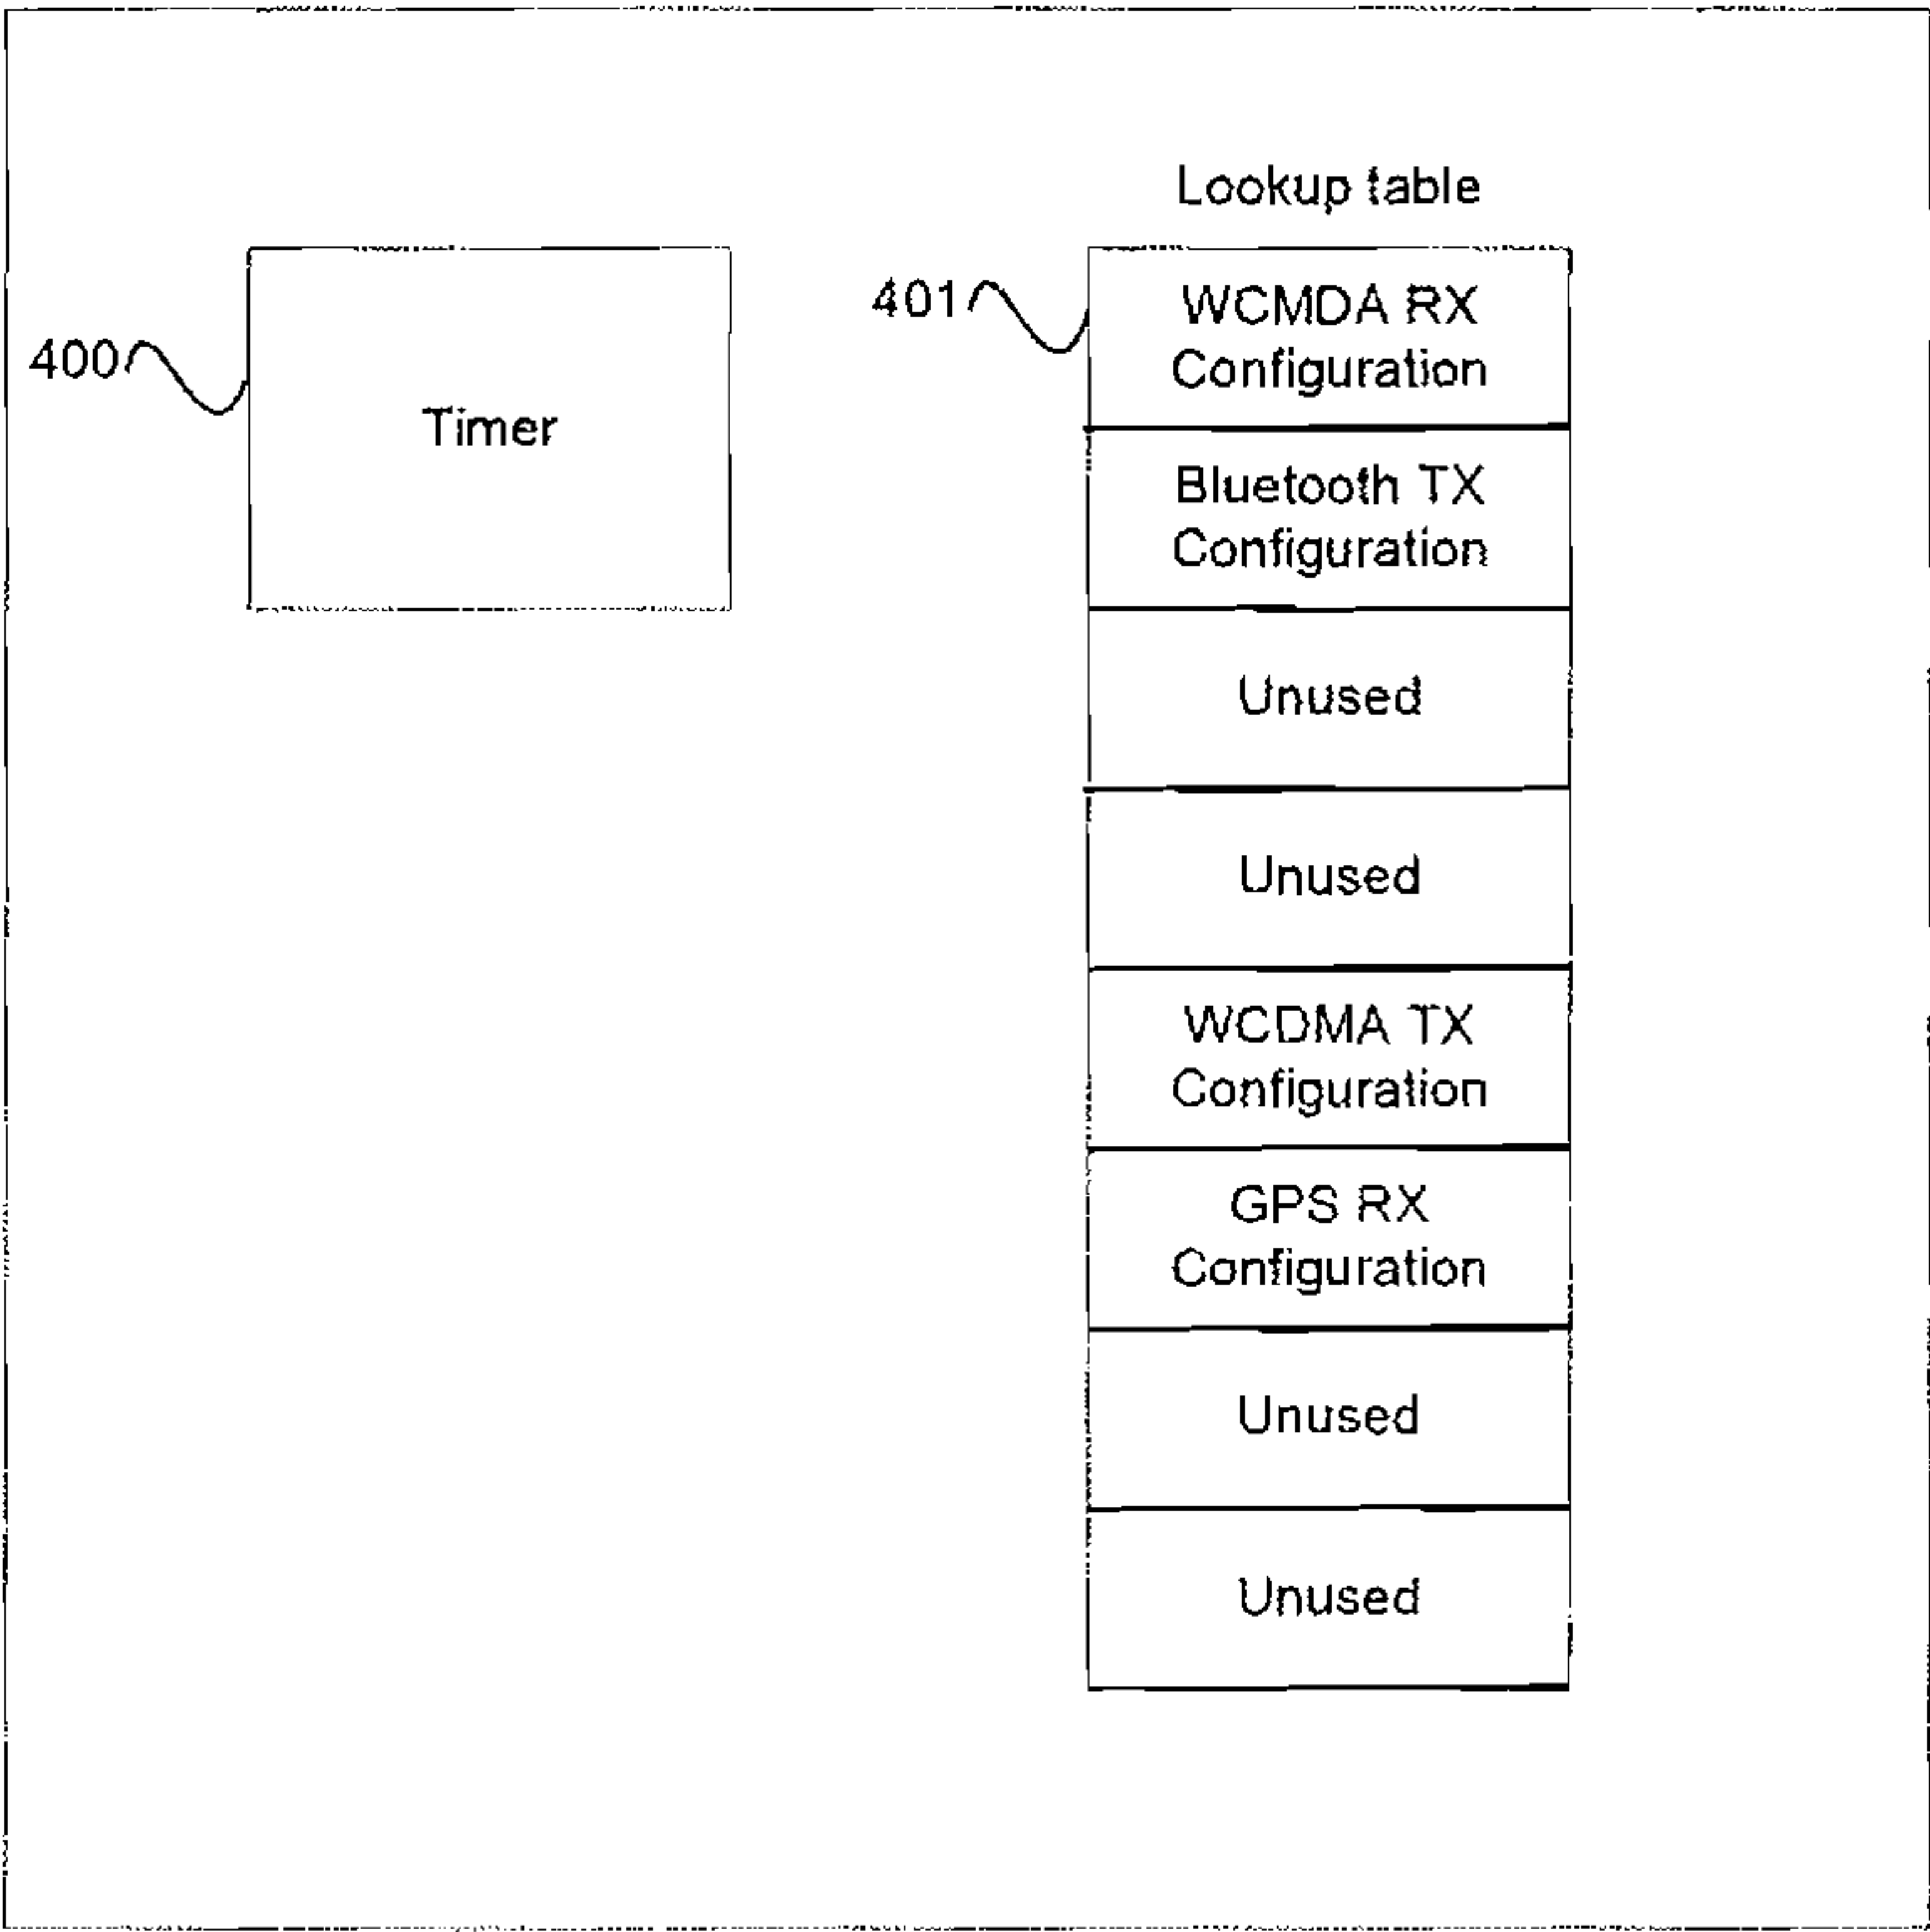 Lookup table
400
Timer
401
WCMDA RX
Configuration
Bluetooth TX
Configuration
Unused
Unused
WCDMA TX
Configuration
GPS RX
Configuration
Unused
Unused